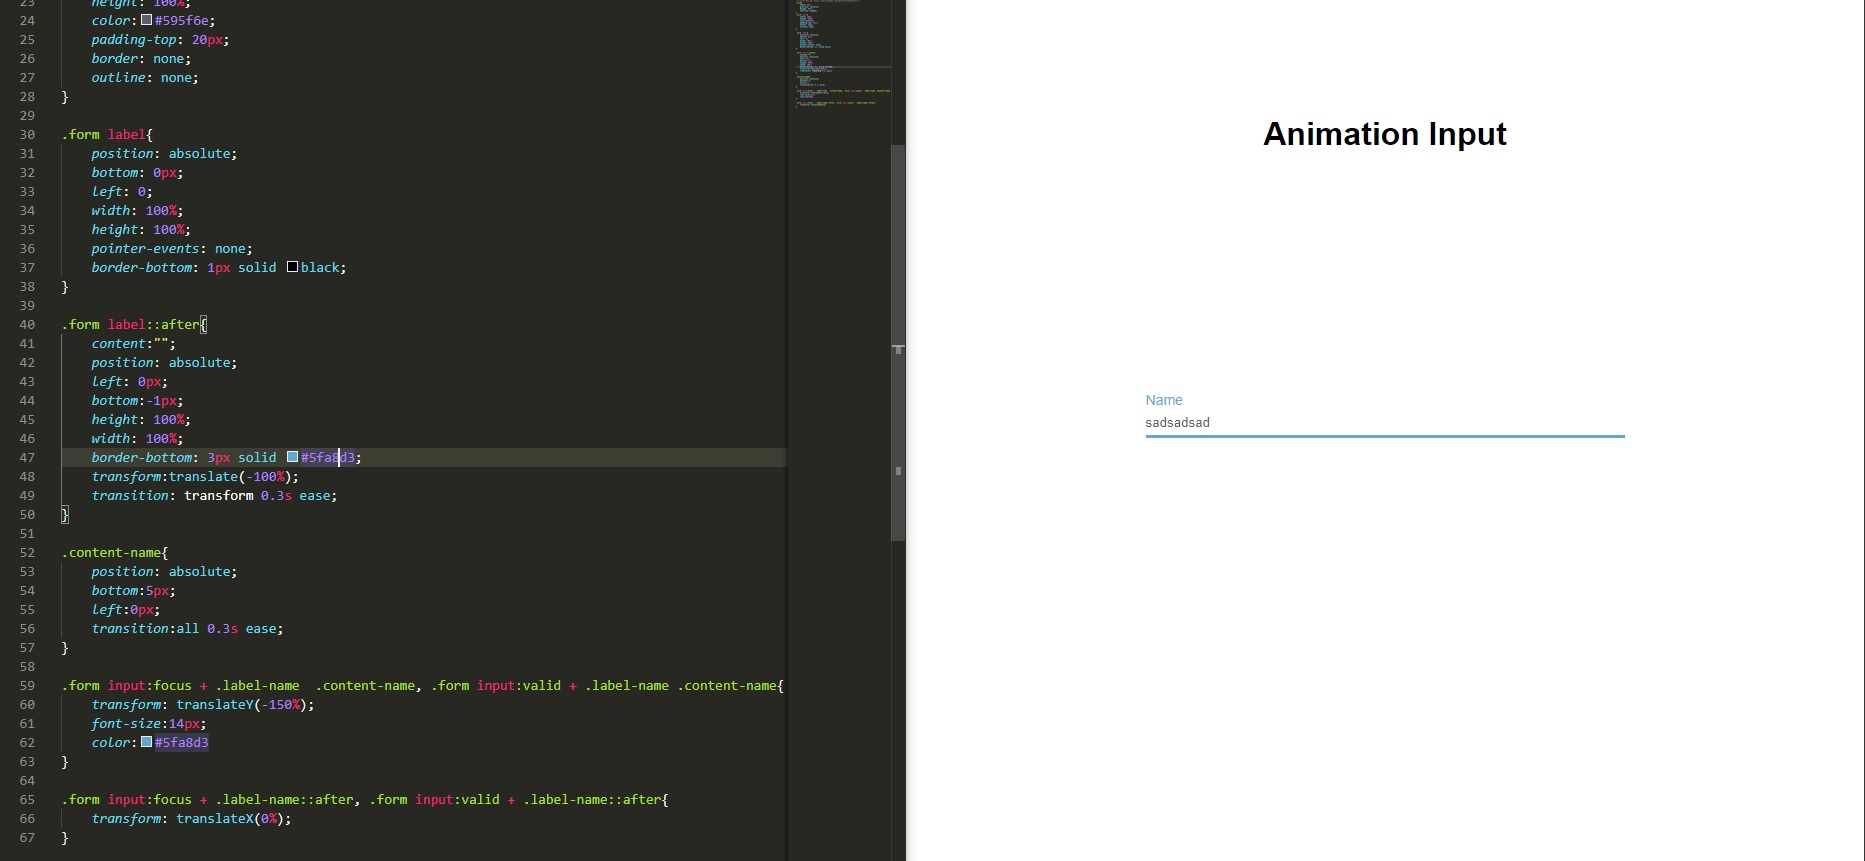 23 height: 100%;
24 color: #595f6e;
25 padding-top: 20px;
26 border: none;
27 outline: none;
28 }
29
30 .form label{
31 position: absolute;
32 bottom: 0px;
33 left: 0;
34 width: 100%;
35 height: 100%;
36 pointer-events: none;
37 border-bottom: 1px solid black;
38 }
39
40 .form label::after{
41 content:"";
42 position: absolute;
43 left: 0px;
44 bottom:-1px;
45 height: 100%;
46 width: 100%;
47 border-bottom: 3px solid #5fa8d3;
48 transform:translate(-100%);
49 transition: transform 0.3s ease;
50 }
51
52 .content-name{
53 position: absolute;
54 bottom:5px;
55 left:0px;
56 transition:all 0.3s ease;
57 }
58
59 .form input:focus + .label-name  .content-name, .form input:valid + .label-name .content-name{
60 transform: translateY(-150%);
61 font-size:14px;
62 color: #5fa8d3
63 }
64
65 .form input:focus + .label-name::after, .form input:valid + .label-name::after{
66 transform: translateX(0%);
67 }
Animation Input
Name
sadsadsad